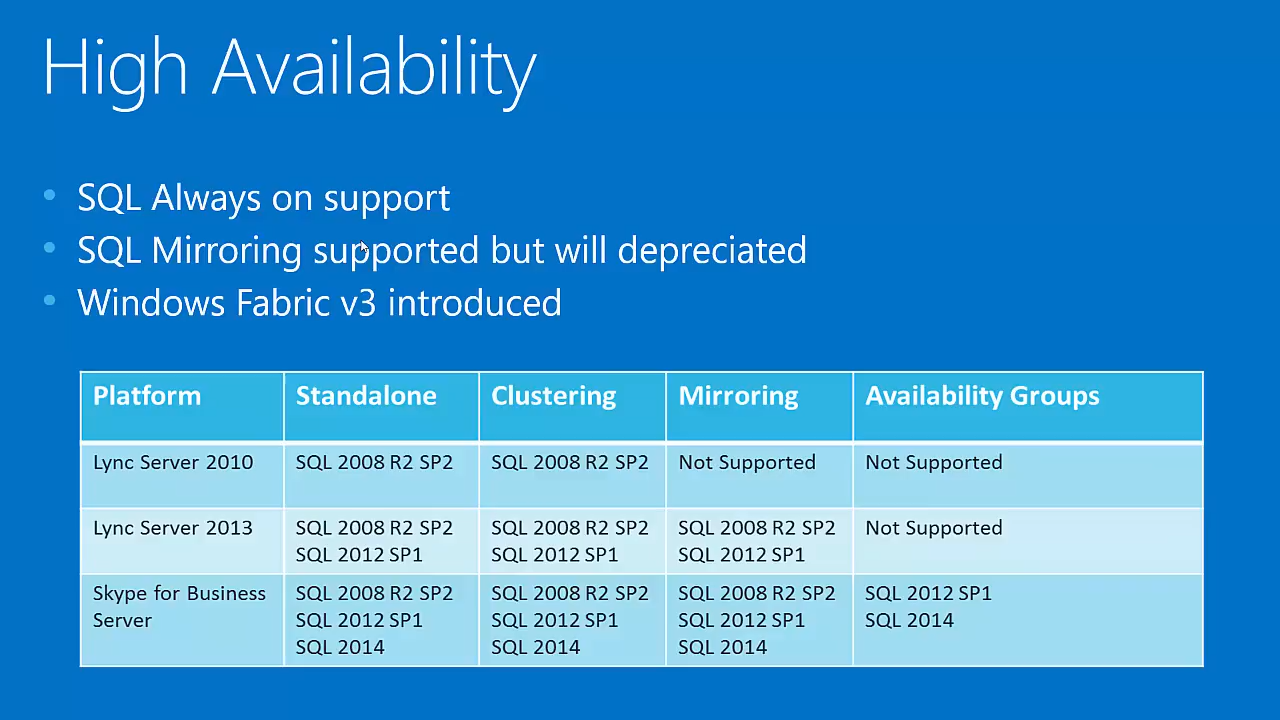 High Availability
• SQL Always on support
• SQL Mirroring supported but will depreciated
• Windows Fabric v3 introduced
Platform Standalone Clustering Mirroring Availability Groups
Lync Server 2010 SQL 2008 R2 SP2 SQL 2008 R2 SP2 Not Supported Not Supported
Lync Server 2013 SQL 2008 R2 SP2 SQL 2008 R2 SP2 SQL 2008 R2 SP2 Not Supported
SQL 2012 SP1 SQL 2012 SP1 SQL 2012 SP1
Skype for Business SQL 2008 R2 SP2 SQL 2008 R2 SP2 SQL 2008 R2 SP2 SQL 2012 SP1
Server SQL 2012 SP1 SQL 2012 SP1 SQL 2012 SP1 SQL 2014
SQL 2014 SQL 2014 SQL 2014